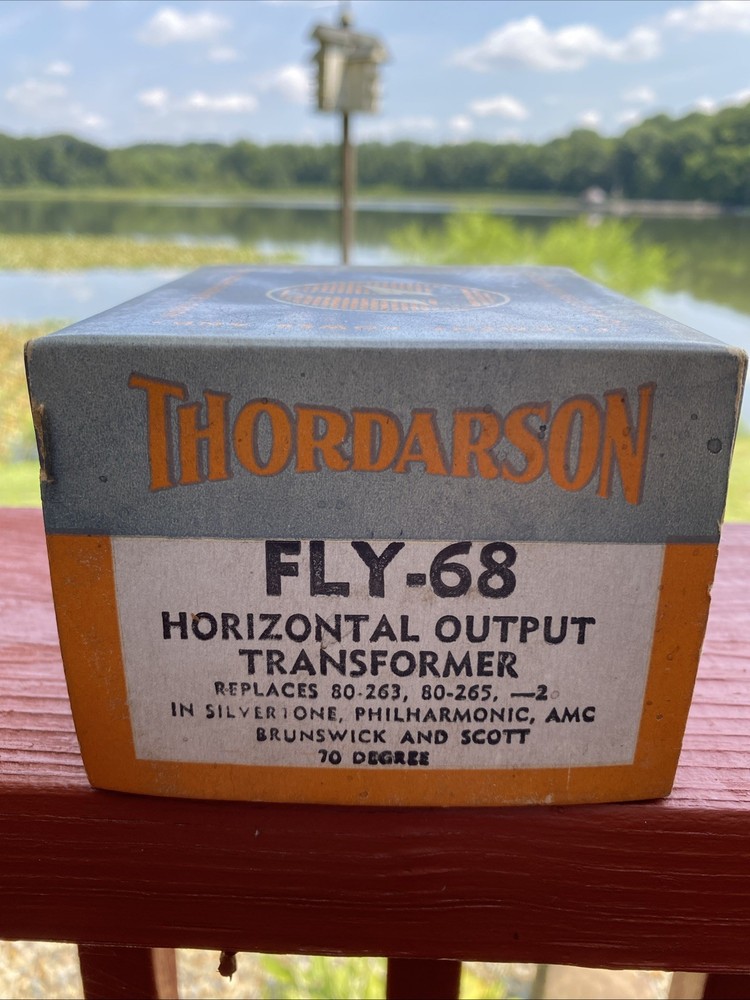 THORDARSON
FLY-68
HORIZONTAL OUTPUT
TRANSFORMER
REPLACES 80-263, 80-265, —2
IN SILVERTONE, PHILHARMONIC, AMC
BRUNSWICK AND SCOTT
70 DEGREE